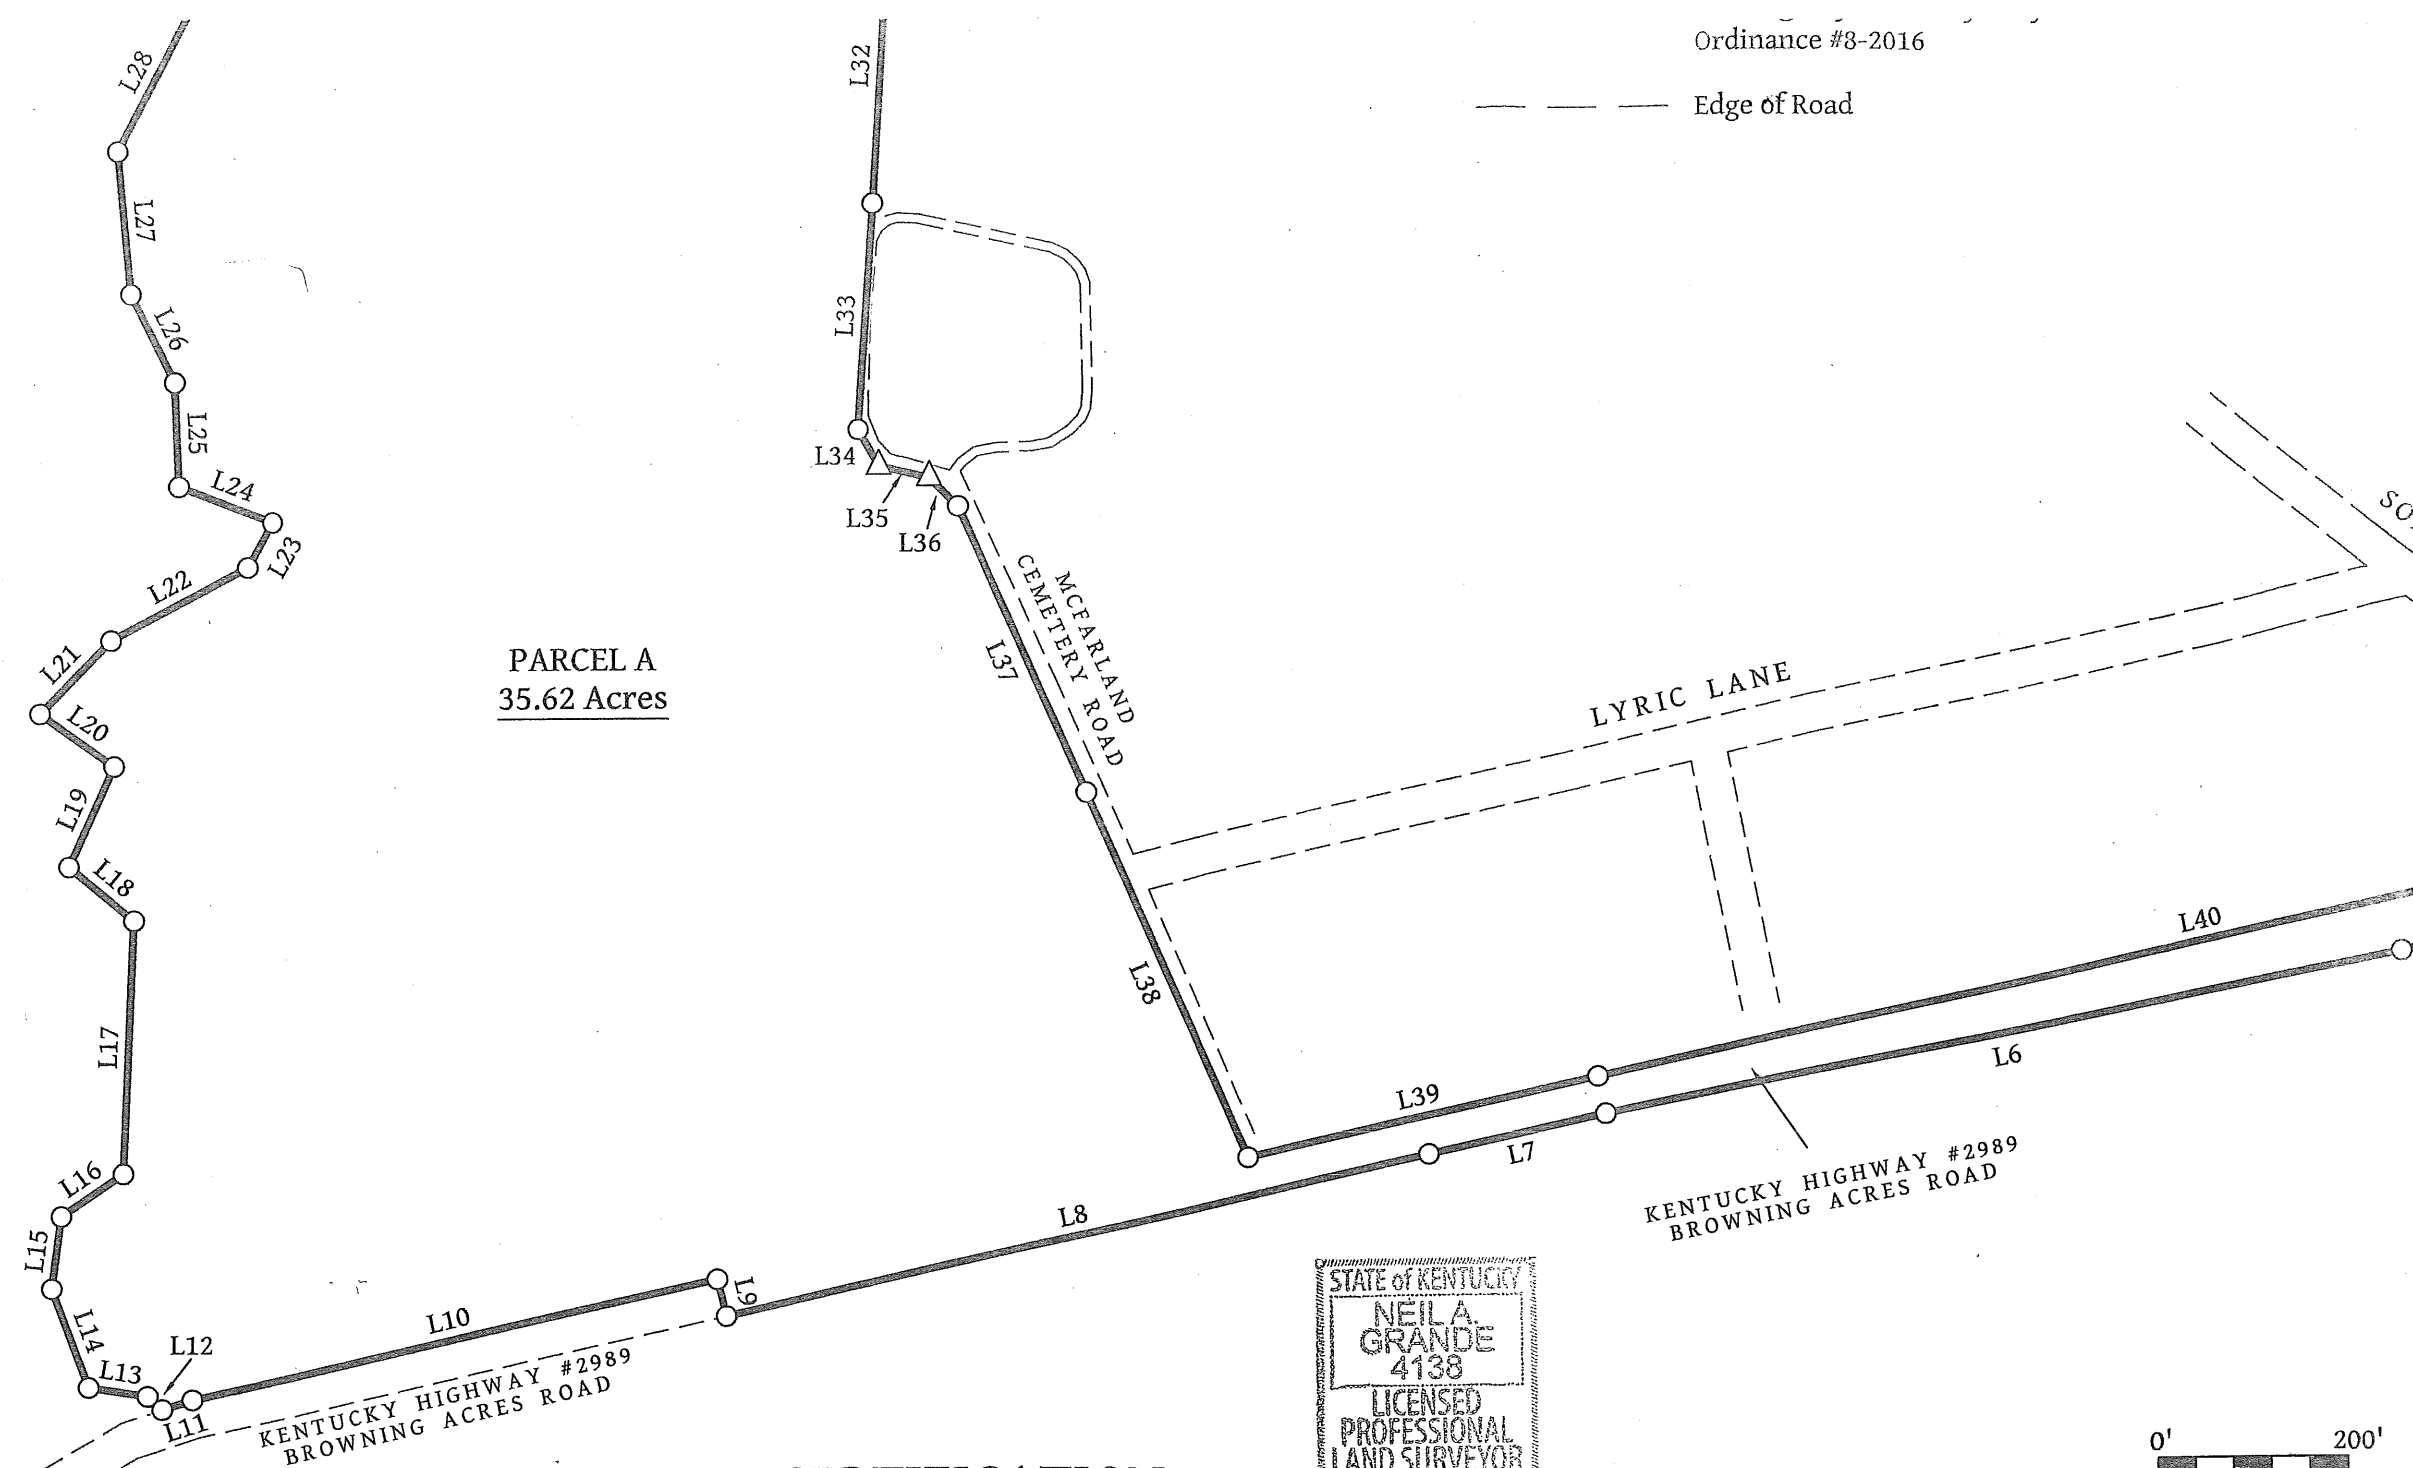 Ordinance #8-2016
Edge of Road
L28
L32
L27
L33
L26
L25
L34
L24
L35
L36
L23
L22
MCFARLAND
CEMETERY ROAD
L21
PARCEL A
35.62 Acres
L37
LYRIC LANE
L20
L19
L18
L38
L40
L17
L6
L39
L7
KENTUCKY HIGHWAY #2989
BROWNING ACRES ROAD
L16
L8
L15
L9
L10
L14
L12
L13
L11
KENTUCKY HIGHWAY #2989
BROWNING ACRES ROAD
STATE of KENTUCKY
NEIL A.
GRANDE
4138
LICENSED
PROFESSIONAL
LAND SURVEYOR
0' 200'